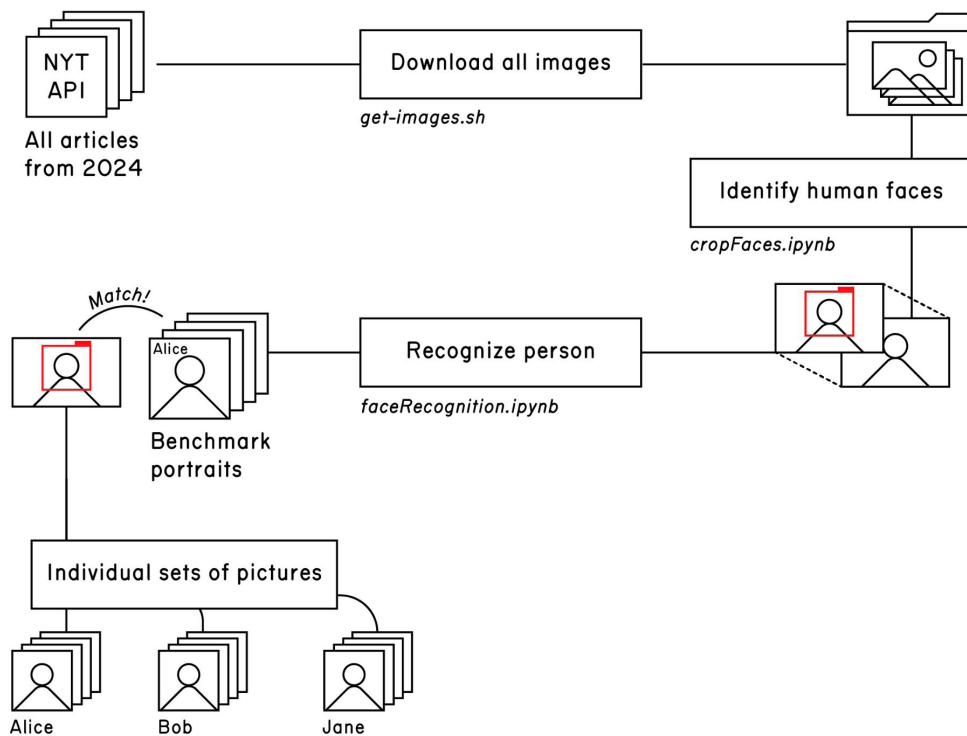 NYT
API
All articles
from 2024
Download all images
get-images.sh
Identify human faces
cropFaces.ipynb
Match!
Alice
Benchmark
portraits
Recognize person
faceRecognition.ipynb
Individual sets of pictures
Alice
Bob
Jane